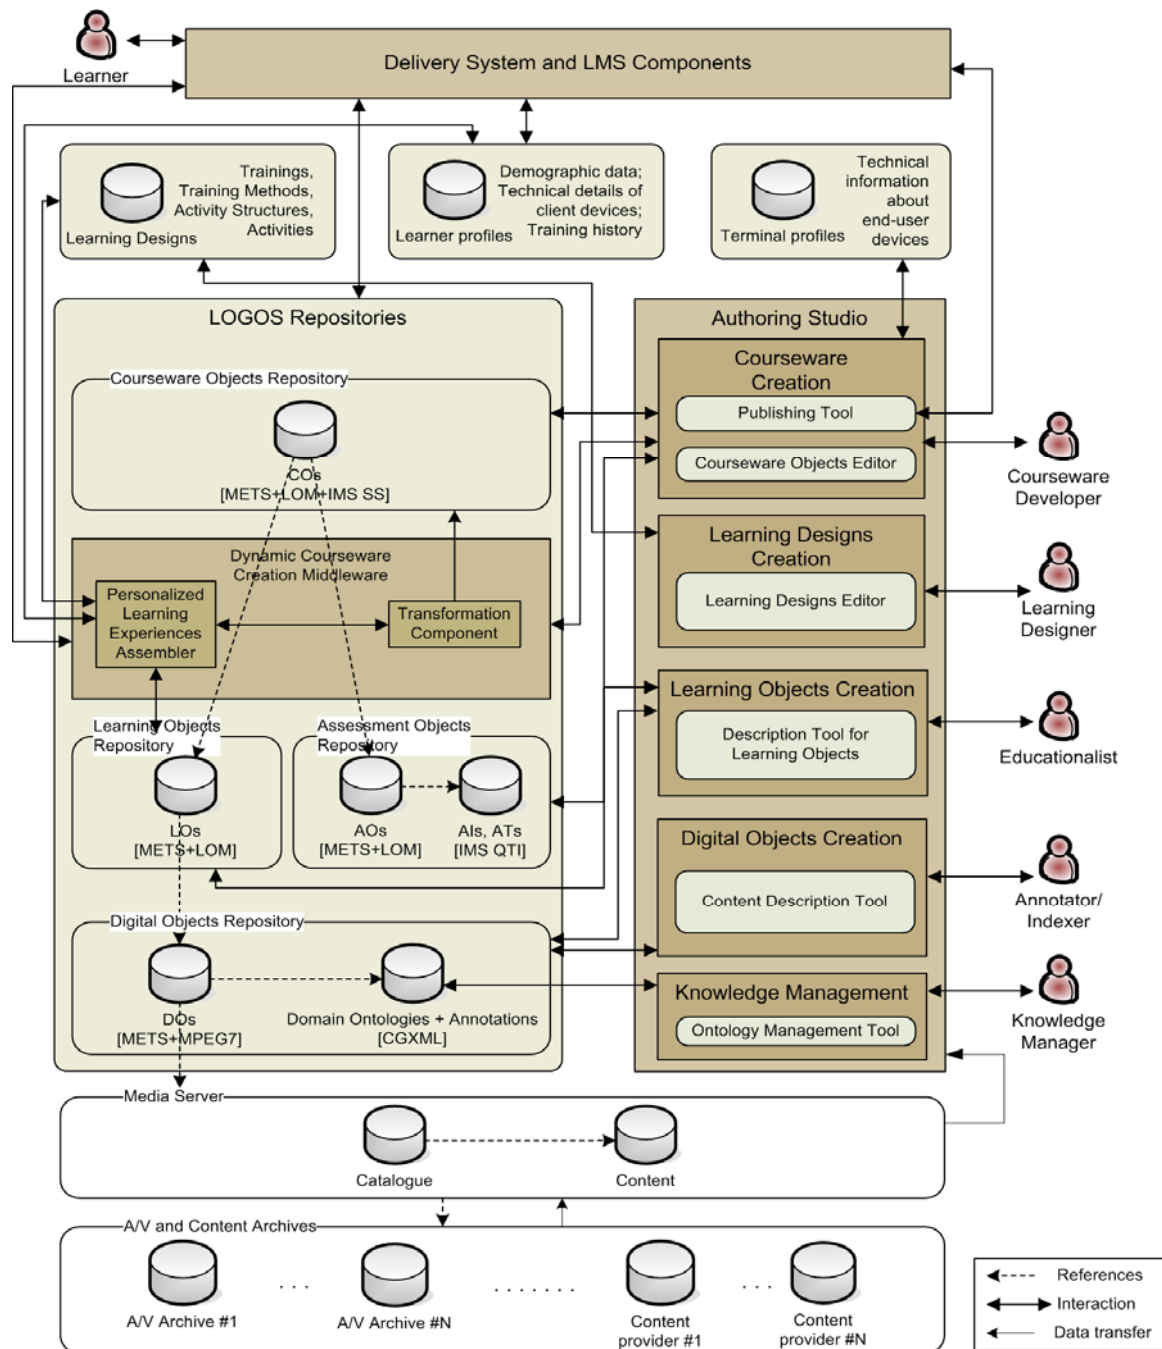 Learner
Delivery System and LMS Components
Trainings,
Training Methods,
Activity Structures,
Activities
Learning Designs
Demographic data;
Technical details of
client devices;
Training history
Learner profiles
Technical
information
about
end-user
devices
Terminal profiles
LOGOS Repositories
Courseware Objects Repository
COs
[METS+LOM+IMS SS]
Dynamic Courseware
Creation Middleware
Personalized
Learning
Experiences
Assembler
Transformation
Component
Learning Objects
Repository
LOs
[METS+LOM]
Assessment Objects
Repository
AOs
[METS+LOM]
AIs, ATs
[IMS QTI]
Digital Objects Repository
DOs
[METS+MPEG7]
Domain Ontologies + Annotations
[CGXML]
Authoring Studio
Courseware
Creation
Publishing Tool
Courseware Objects Editor
Courseware
Developer
Learning Designs
Creation
Learning Designs Editor
Learning
Designer
Learning Objects Creation
Description Tool for
Learning Objects
Educationalist
Digital Objects Creation
Content Description Tool
Annotator/
Indexer
Knowledge Management
Ontology Management Tool
Knowledge
Manager
Media Server
Catalogue
Content
A/V and Content Archives
A/V Archive #1
. . .
A/V Archive #N
. . . . . . .
Content
provider #1
. . .
Content
provider #N
References
Interaction
Data transfer